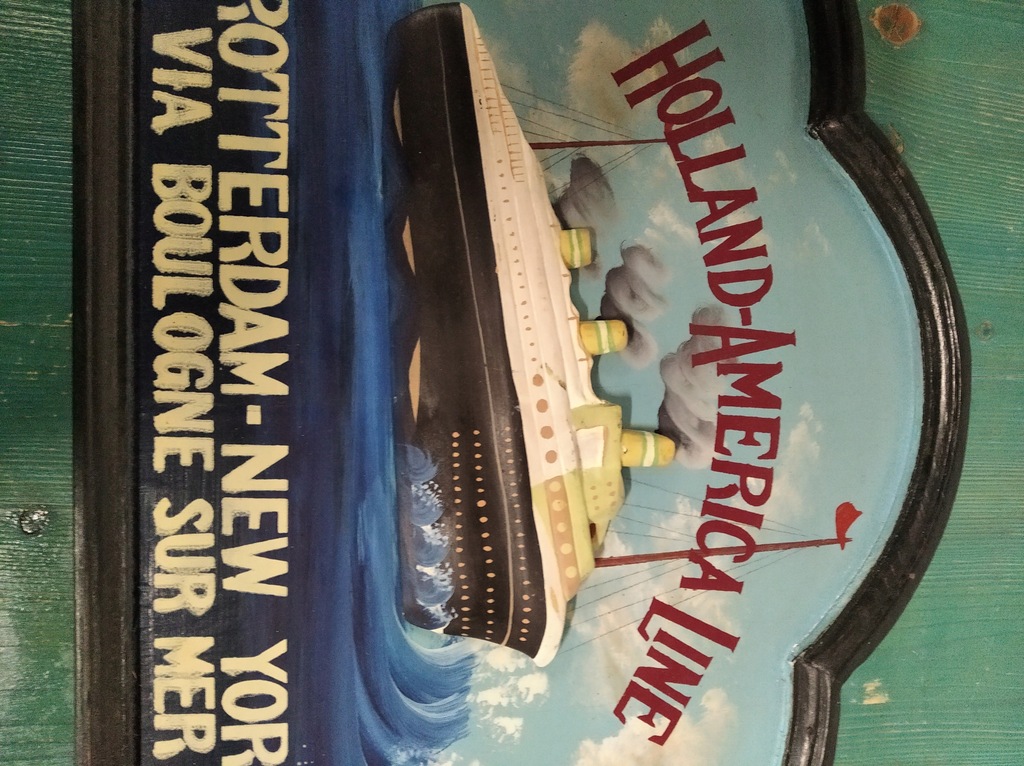 HOLLAND-AMERICA LINE
ROTTERDAM-NEW YOR
VIA BOULOGNE SUR MER